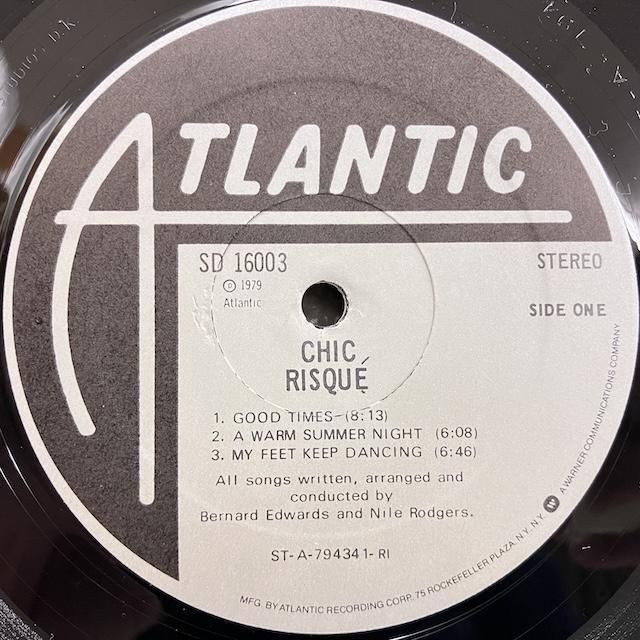 ATLANTIC
SD 16003
STEREO
℗ 1979
Atlantic
SIDE ONE
CHIC
RISQUÉ
1. GOOD TIMES (8:13)
2. A WARM SUMMER NIGHT (6:08)
3. MY FEET KEEP DANCING (6:46)
All songs written, arranged and
conducted by
Bernard Edwards and Nile Rodgers.
ST-A-794341-RI
MFG. BY ATLANTIC RECORDING CORP., 75 ROCKEFELLER PLAZA, N.Y. N.Y. A WARNER COMMUNICATIONS COMPANY